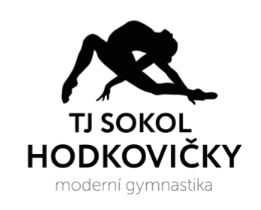 TJ SOKOL
HODKOVIČKY
moderní gymnastika